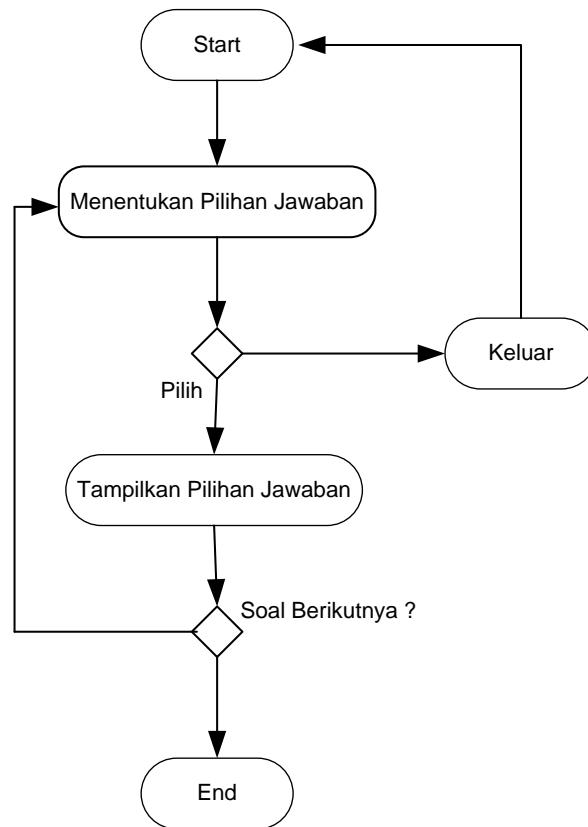 Start
Menentukan Pilihan Jawaban
Keluar
Pilih
Tampilkan Pilihan Jawaban
Soal Berikutnya ?
End